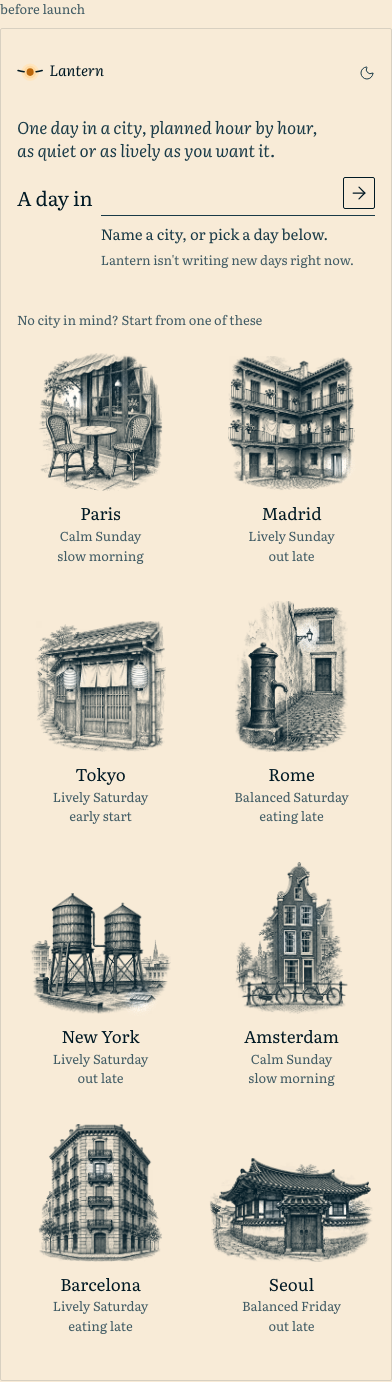 before launch
Lantern
One day in a city, planned hour by hour,
as quiet or as lively as you want it.
A day in
Name a city, or pick a day below.
Lantern isn't writing new days right now.
No city in mind? Start from one of these
Paris
Calm Sunday
slow morning
Madrid
Lively Sunday
out late
Tokyo
Lively Saturday
early start
Rome
Balanced Saturday
eating late
New York
Lively Saturday
out late
Amsterdam
Calm Sunday
slow morning
Barcelona
Lively Saturday
eating late
Seoul
Balanced Friday
out late